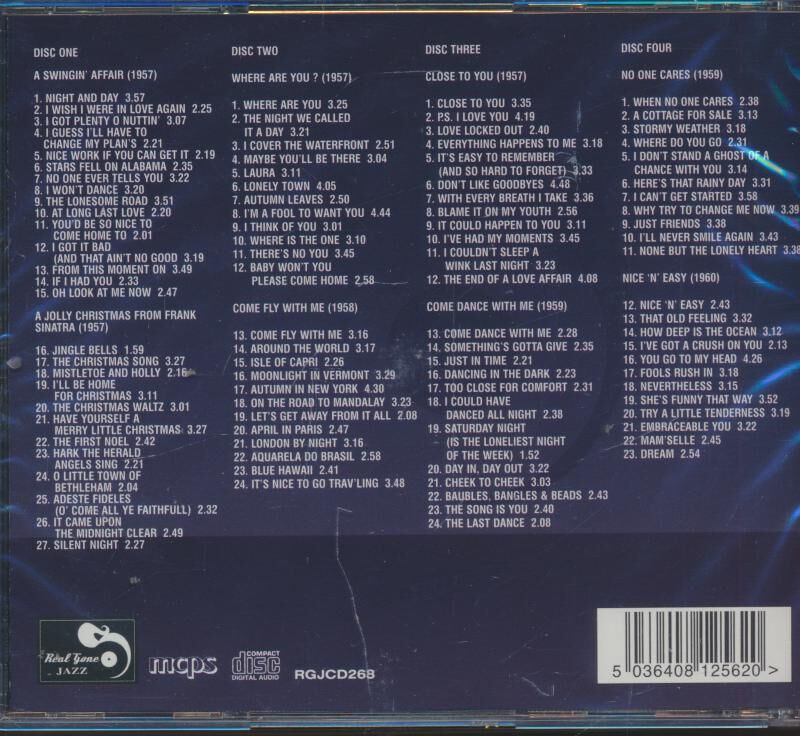 DISC ONE
A SWINGIN' AFFAIR (1957)
1. NIGHT AND DAY 3.57
2. I WISH I WERE IN LOVE AGAIN 2.25
3. I GOT PLENTY O NUTTIN' 3.07
4. I GUESS I'LL HAVE TO
CHANGE MY PLAN'S 2.21
5. NICE WORK IF YOU CAN GET IT 2.19
6. STARS FELL ON ALABAMA 2.35
7. NO ONE EVER TELLS YOU 3.22
8. I WON'T DANCE 3.20
9. THE LONESOME ROAD 3.51
10. AT LONG LAST LOVE 2.20
11. YOU'D BE SO NICE TO
COME HOME TO 2.01
12. I GOT IT BAD
(AND THAT AIN'T NO GOOD 3.19
13. FROM THIS MOMENT ON 3.49
14. IF I HAD YOU 2.33
15. OH LOOK AT ME NOW 2.47
A JOLLY CHRISTMAS FROM FRANK
SINATRA (1957)
16. JINGLE BELLS 1.59
17. THE CHRISTMAS SONG 3.27
18. MISTLETOE AND HOLLY 2.16
19. I'LL BE HOME
FOR CHRISTMAS 3.11
20. THE CHRISTMAS WALTZ 3.01
21. HAVE YOURSELF A
MERRY LITTLE CHRISTMAS 3.27
22. THE FIRST NOEL 2.42
23. HARK THE HERALD
ANGELS SING 2.21
24. O LITTLE TOWN OF
BETHLEHAM 2.04
25. ADESTE FIDELES
(O' COME ALL YE FAITHFULL) 2.32
26. IT CAME UPON
THE MIDNIGHT CLEAR 2.49
27. SILENT NIGHT 2.27
DISC TWO
WHERE ARE YOU ? (1957)
1. WHERE ARE YOU 3.25
2. THE NIGHT WE CALLED
IT A DAY 3.21
3. I COVER THE WATERFRONT 2.51
4. MAYBE YOU'LL BE THERE 3.04
5. LAURA 3.11
6. LONELY TOWN 4.05
7. AUTUMN LEAVES 2.50
8. I'M A FOOL TO WANT YOU 4.44
9. I THINK OF YOU 3.01
10. WHERE IS THE ONE 3.10
11. THERE'S NO YOU 3.45
12. BABY WON'T YOU
PLEASE COME HOME 2.58
COME FLY WITH ME (1958)
13. COME FLY WITH ME 3.16
14. AROUND THE WORLD 3.17
15. ISLE OF CAPRI 2.26
16. MOONLIGHT IN VERMONT 3.29
17. AUTUMN IN NEW YORK 4.30
18. ON THE ROAD TO MANDALAY 3.23
19. LET'S GET AWAY FROM IT ALL 2.08
20. APRIL IN PARIS 2.47
21. LONDON BY NIGHT 3.16
22. AQUARELA DO BRASIL 2.58
23. BLUE HAWAII 2.41
24. IT'S NICE TO GO TRAV'LING 3.48
DISC THREE
CLOSE TO YOU (1957)
1. CLOSE TO YOU 3.35
2. P.S. I LOVE YOU 4.19
3. LOVE LOCKED OUT 2.40
4. EVERYTHING HAPPENS TO ME 3.18
5. IT'S EASY TO REMEMBER
(AND SO HARD TO FORGET) 3.33
6. DON'T LIKE GOODBYES 4.48
7. WITH EVERY BREATH I TAKE 3.36
8. BLAME IT ON MY YOUTH 2.56
9. IT COULD HAPPEN TO YOU 3.11
10. I'VE HAD MY MOMENTS 3.45
11. I COULDN'T SLEEP A
WINK LAST NIGHT 3.23
12. THE END OF A LOVE AFFAIR 4.08
COME DANCE WITH ME (1959)
13. COME DANCE WITH ME 2.28
14. SOMETHING'S GOTTA GIVE 2.35
15. JUST IN TIME 2.21
16. DANCING IN THE DARK 2.23
17. TOO CLOSE FOR COMFORT 2.31
18. I COULD HAVE
DANCED ALL NIGHT 2.38
19. SATURDAY NIGHT
(IS THE LONELIEST NIGHT
OF THE WEEK) 1.52
20. DAY IN, DAY OUT 3.22
21. CHEEK TO CHEEK 3.03
22. BAUBLES, BANGLES & BEADS 2.43
23. THE SONG IS YOU 2.40
24. THE LAST DANCE 2.08
DISC FOUR
NO ONE CARES (1959)
1. WHEN NO ONE CARES 2.38
2. A COTTAGE FOR SALE 3.13
3. STORMY WEATHER 3.18
4. WHERE DO YOU GO 2.31
5. I DON'T STAND A GHOST OF A
CHANCE WITH YOU 3.14
6. HERE'S THAT RAINY DAY 3.31
7. I CAN'T GET STARTED 3.58
8. WHY TRY TO CHANGE ME NOW 3.39
9. JUST FRIENDS 3.38
10. I'LL NEVER SMILE AGAIN 3.43
11. NONE BUT THE LONELY HEART 3.38
NICE 'N' EASY (1960)
12. NICE 'N' EASY 2.43
13. THAT OLD FEELING 3.32
14. HOW DEEP IS THE OCEAN 3.12
15. I'VE GOT A CRUSH ON YOU 2.13
16. YOU GO TO MY HEAD 4.26
17. FOOLS RUSH IN 3.18
18. NEVERTHELESS 3.15
19. SHE'S FUNNY THAT WAY 3.52
20. TRY A LITTLE TENDERNESS 3.19
21. EMBRACEABLE YOU 3.22
22. MAM'SELLE 2.45
23. DREAM 2.54
Real Gone
JAZZ
mcps
COMPACT
disc
DIGITAL AUDIO
RGJCD268
5 036408 125620 >